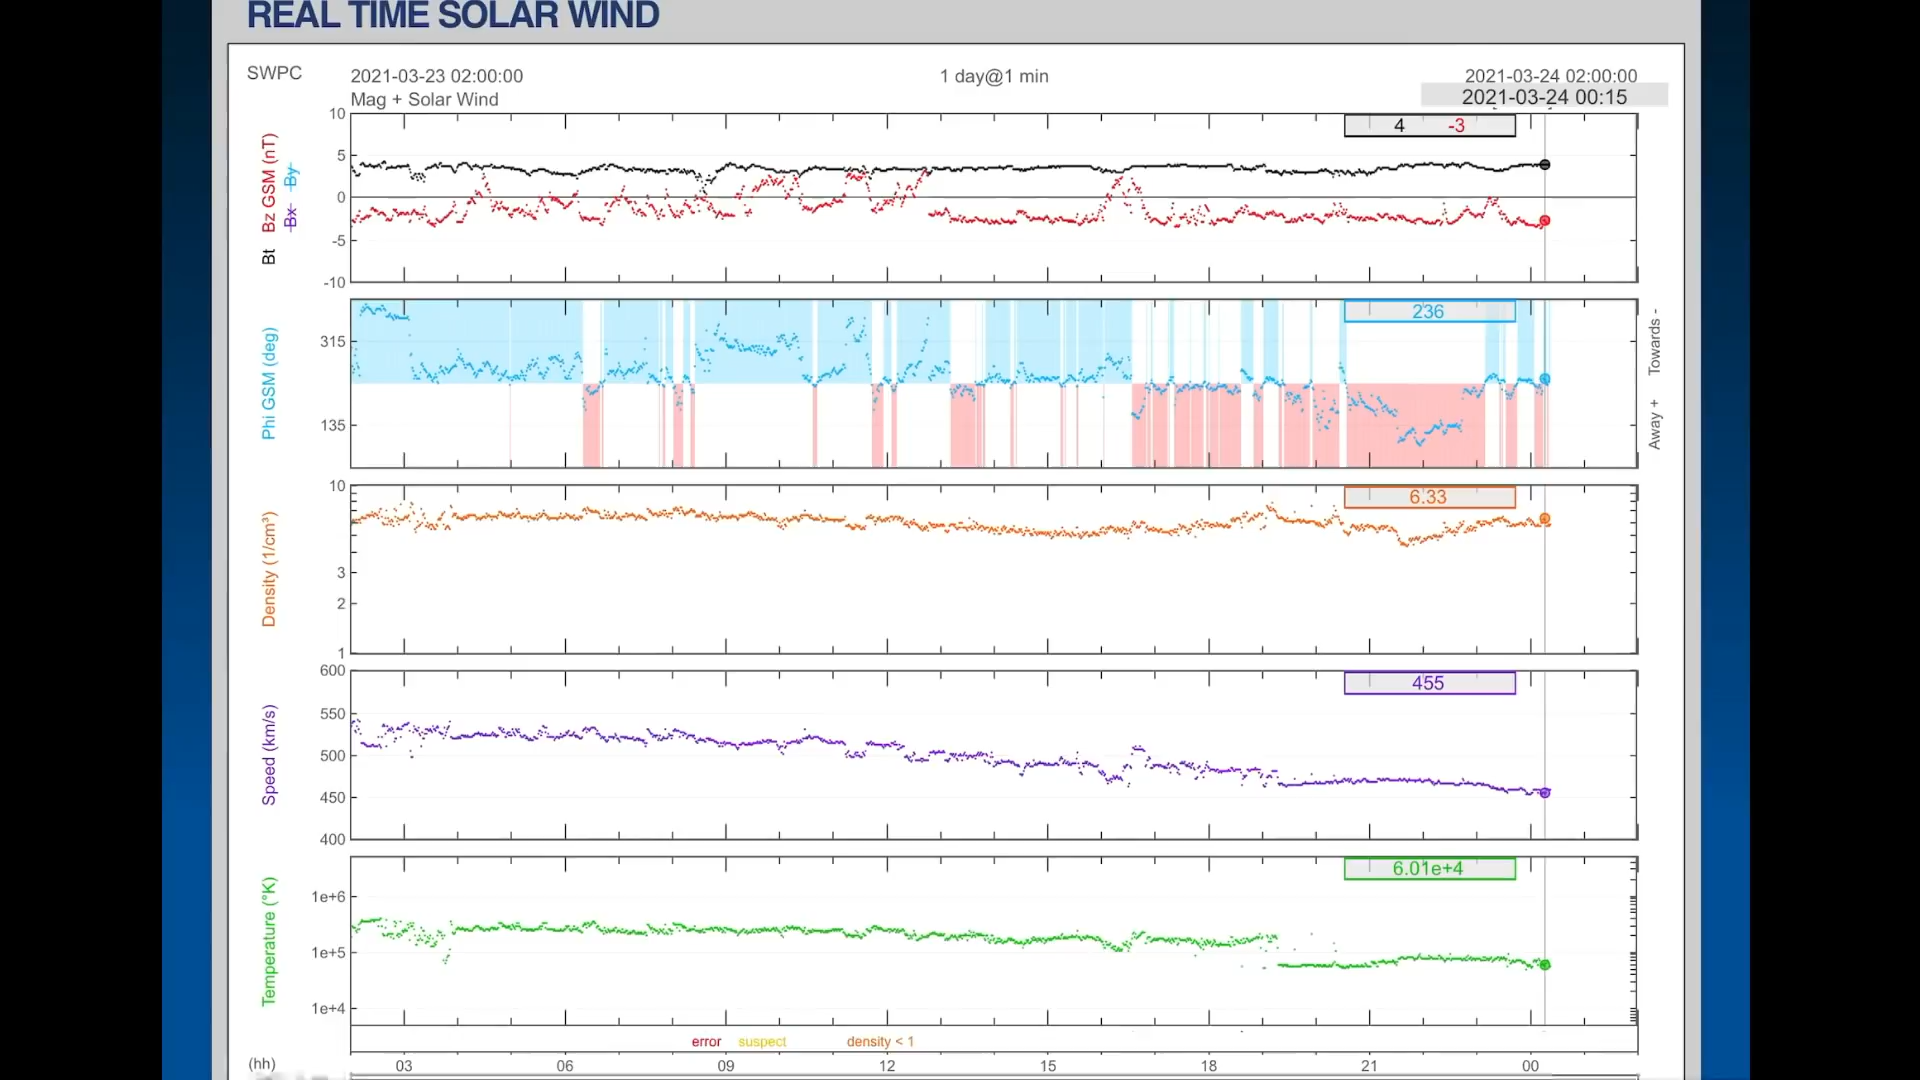 REAL TIME SOLAR WIND
SWPC
2021-03-23 02:00:00
1 day@1 min
2021-03-24 02:00:00
Mag + Solar Wind
2021-03-24 00:15
Bt Bz GSM (nT)
Bx By
10
5
0
-5
-10
4 -3
Phi GSM (deg)
315
135
236
Towards -
Away +
Density (1/cm³)
10
3
2
1
6.33
Speed (km/s)
600
550
500
450
400
455
Temperature (°K)
1e+6
1e+5
1e+4
6.01e+4
error suspect density < 1
(hh) 03 06 09 12 15 18 21 00